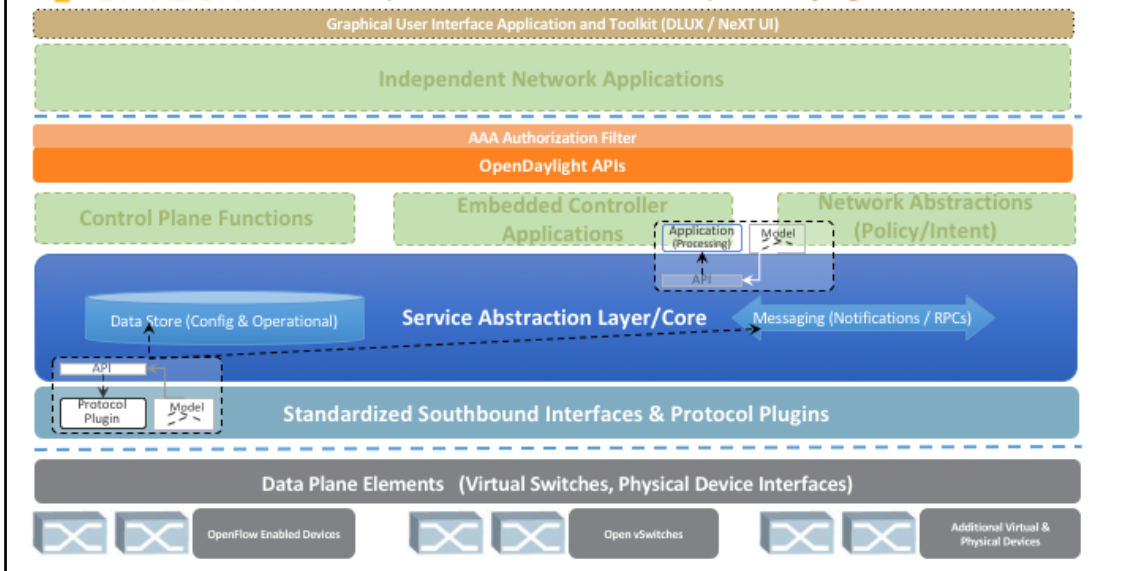 Graphical User Interface Application and Toolkit (DLUX / NeXT UI)
Independent Network Applications
AAA Authorization Filter
OpenDaylight APIs
Control Plane Functions
Embedded Controller
Applications
Network Abstractions
(Policy/Intent)
Application
(Processing)
Model
API
Data Store (Config & Operational)
Service Abstraction Layer/Core
Messaging (Notifications / RPCs)
API
Protocol
Plugin
Model
Standardized Southbound Interfaces & Protocol Plugins
Data Plane Elements (Virtual Switches, Physical Device Interfaces)
OpenFlow Enabled Devices
Open vSwitches
Additional Virtual &
Physical Devices